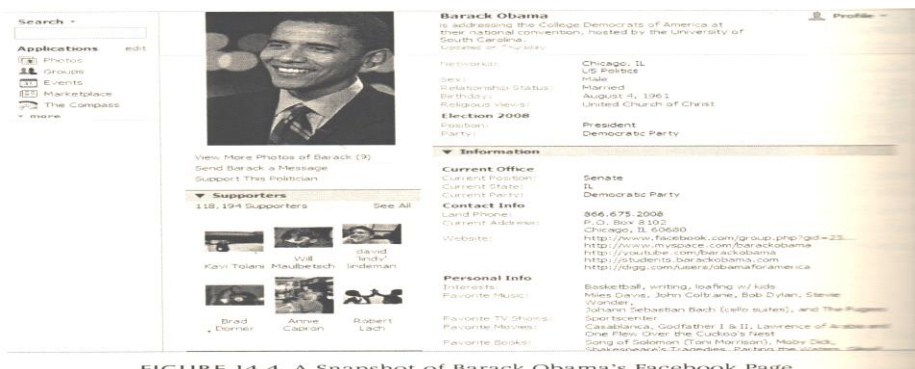 Search
Applications edit
Photos
Groups
Events
Marketplace
The Compass
more
View More Photos of Barack (9)
Send Barack a Message
Support This Politician
Supporters
118,194 Supporters See All
Kavi Tolani
Will Maulbetsch
david "lindy" lindeman
Brad Dorner
Annie Capron
Robert Lach
Barack Obama Profile
is addressing the College Democrats of America at
their national convention, hosted by the University of
South Carolina.
Updated on Thursday
Networks: Chicago, IL
US Politics
Sex: Male
Relationship Status: Married
Birthday: August 4, 1961
Religious Views: United Church of Christ
Election 2008
Position: President
Party: Democratic Party
Information
Current Office
Current Position: Senate
Current State: IL
Current Party: Democratic Party
Contact Info
Land Phone: 866.675.2008
Current Address: P.O. Box 8102
Chicago, IL 60680
Website: http://www.facebook.com/group.php?gid=23...
http://www.myspace.com/barackobama
http://youtube.com/barackobama
http://students.barackobama.com
http://digg.com/users/obamaforamerica
Personal Info
Interests: Basketball, writing, loafing w/ kids
Favorite Music: Miles Davis, John Coltrane, Bob Dylan, Stevie
Wonder,
Johann Sebastian Bach (cello suites), and The Fugees
Favorite TV Shows: Sportscenter
Favorite Movies: Casablanca, Godfather I & II, Lawrence of Arabia and
One Flew Over the Cuckoo's Nest
Favorite Books: Song of Solomon (Toni Morrison), Moby Dick,
Shakespeare's Tragedies, Parting the Waters,
FIGURE 14.4 A Snapshot of Barack Obama's Facebook Page